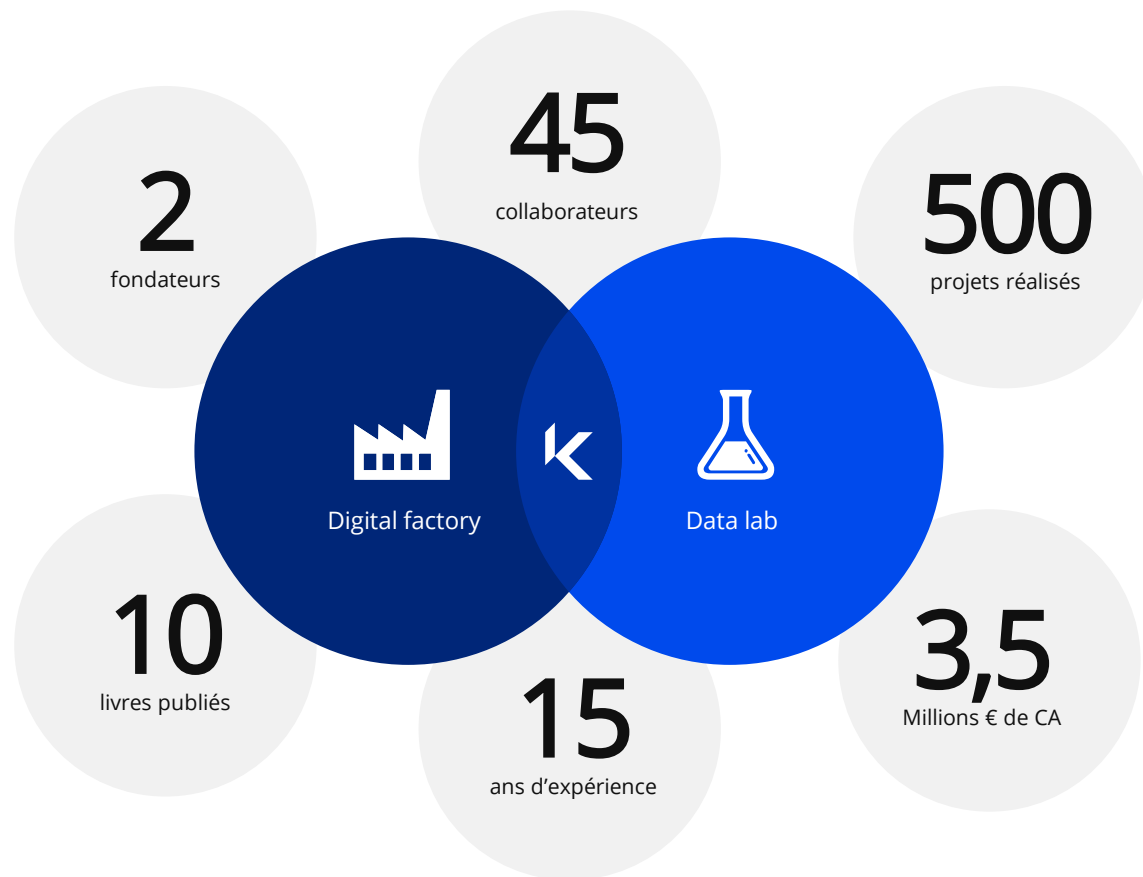 45
collaborateurs
2
fondateurs
500
projets réalisés
Digital factory
K
Data lab
10
livres publiés
15
ans d’expérience
3,5
Millions € de CA